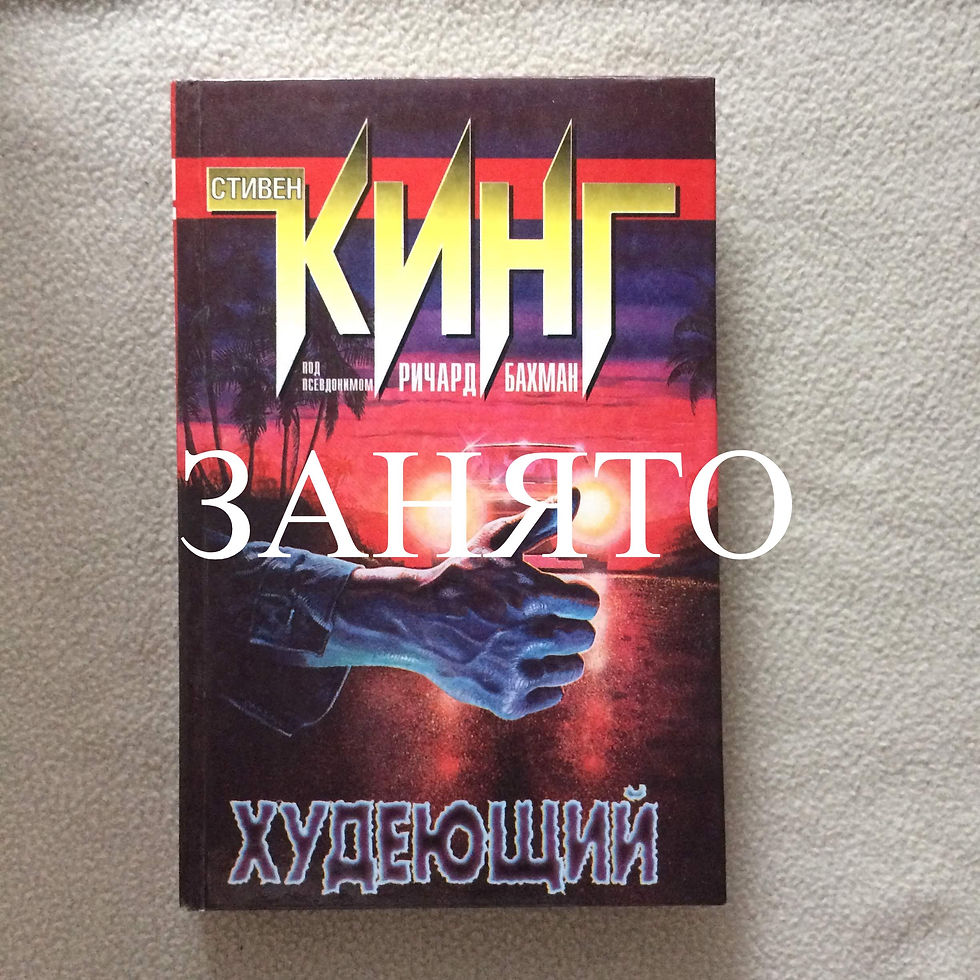 СТИВЕН
КИНГ
ПОД
ПСЕВДОНИМОМ РИЧАРД БАХМАН
ЗАНЯТО
ХУДЕЮЩИЙ